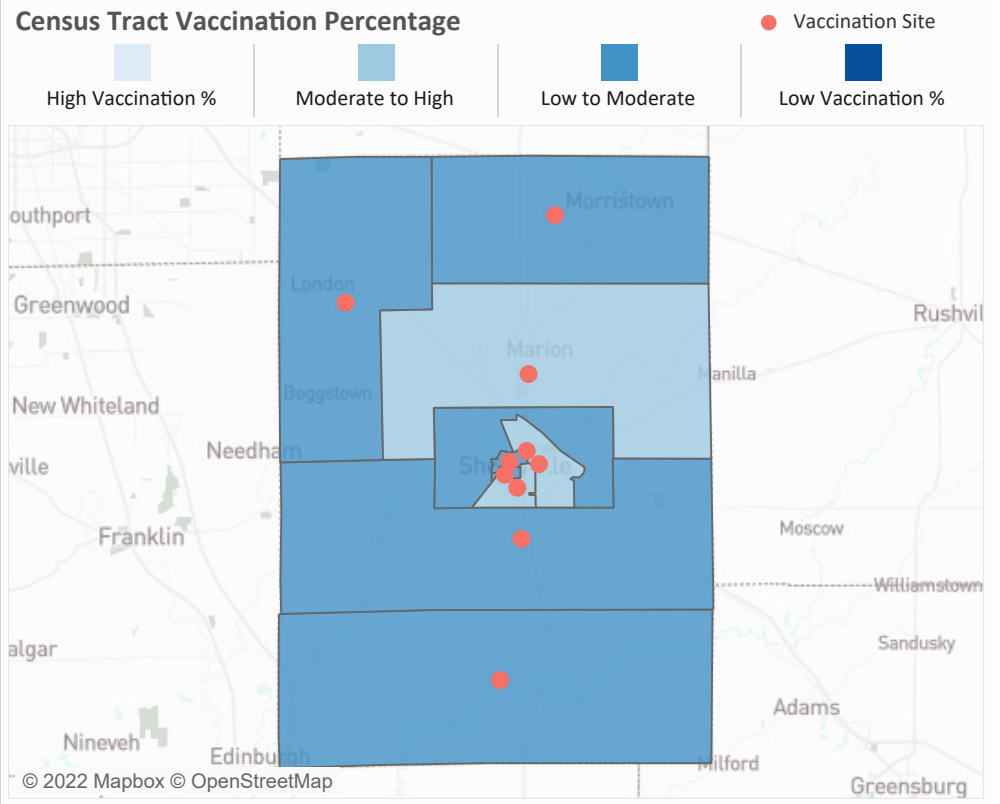 Census Tract Vaccination Percentage
Vaccination Site
High Vaccination %
Moderate to High
Low to Moderate
Low Vaccination %
Morristown
outhport
London
Greenwood
Rushvil
Marion
Manilla
Boggstown
New Whiteland
Needham
ville
Moscow
Franklin
Williamstown
Sandusky
algar
Adams
Nineveh
Edinburgh
Milford
© 2022 Mapbox © OpenStreetMap
Greensburg